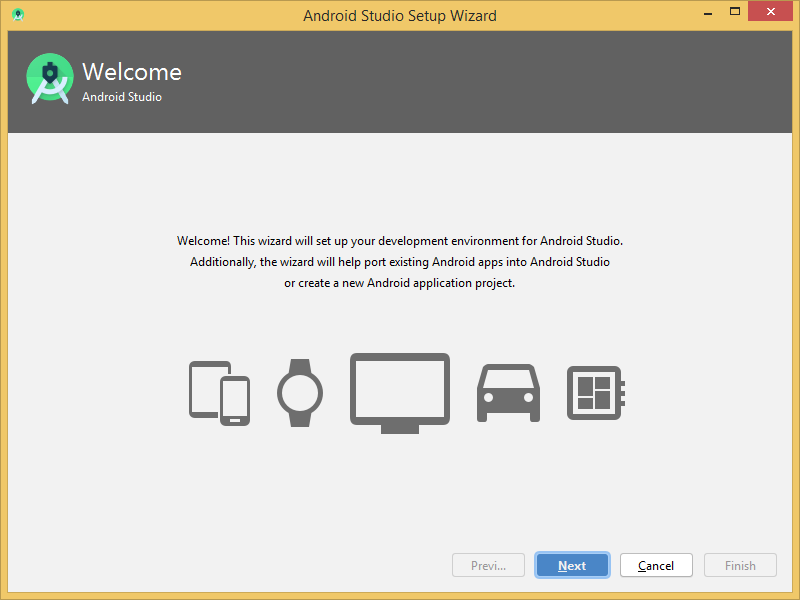 Android Studio Setup Wizard
Welcome
Android Studio
Welcome! This wizard will set up your development environment for Android Studio.
Additionally, the wizard will help port existing Android apps into Android Studio
or create a new Android application project.
Previ...
Next
Cancel
Finish